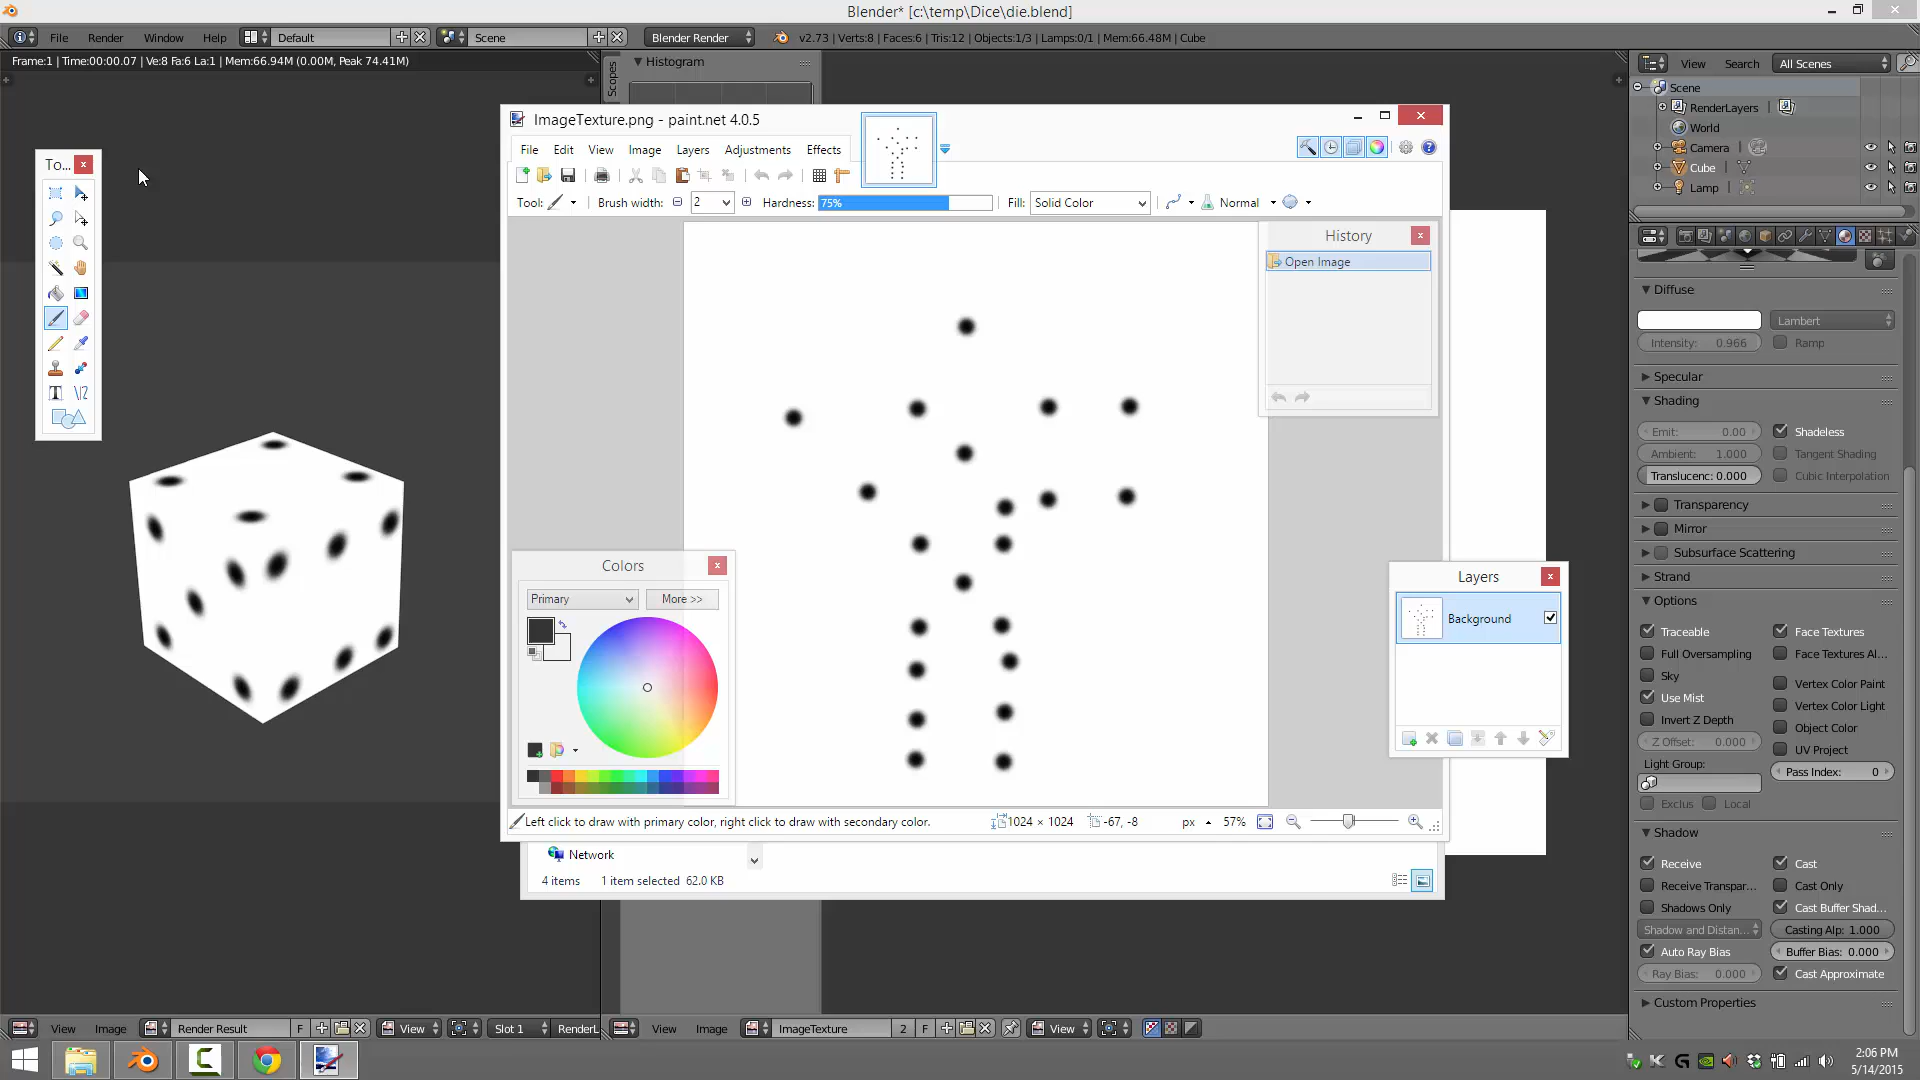 Blender* [c:\temp\Dice\die.blend]
File Render Window Help Default Scene Blender Render v2.73 | Verts:8 | Faces:6 | Tris:12 | Objects:1/3 | Lamps:0/1 | Mem:66.48M | Cube
Frame:1 | Time:00:00.07 | Ve:8 Fa:6 La:1 | Mem:66.94M (0.00M, Peak 74.41M)
Scopes
Histogram
View Search All Scenes
Scene
RenderLayers
World
Camera
Cube
Lamp
To...
ImageTexture.png - paint.net 4.0.5
File Edit View Image Layers Adjustments Effects
Tool: Brush width: 2 Hardness: 75% Fill: Solid Color Normal
History
Open Image
Colors
Primary More >>
Layers
Background
Left click to draw with primary color, right click to draw with secondary color. 1024 × 1024 -67, -8 px 57%
Network
4 items 1 item selected 62.0 KB
Diffuse
Lambert
Intensity: 0.966 Ramp
Specular
Shading
Emit: 0.00 Shadeless
Ambient: 1.000 Tangent Shading
Translucenc: 0.000 Cubic Interpolation
Transparency
Mirror
Subsurface Scattering
Strand
Options
Traceable Face Textures
Full Oversampling Face Textures Al...
Sky Vertex Color Paint
Use Mist Vertex Color Light
Invert Z Depth Object Color
Z Offset: 0.000 UV Project
Light Group: Pass Index: 0
Exclus Local
Shadow
Receive Cast
Receive Transpar... Cast Only
Shadows Only Cast Buffer Shad...
Shadow and Distan... Casting Alp: 1.000
Auto Ray Bias Buffer Bias: 0.000
Ray Bias: 0.000 Cast Approximate
Custom Properties
View Image Render Result F View Slot 1 RenderL
View Image ImageTexture 2 F View
2:06 PM
5/14/2015